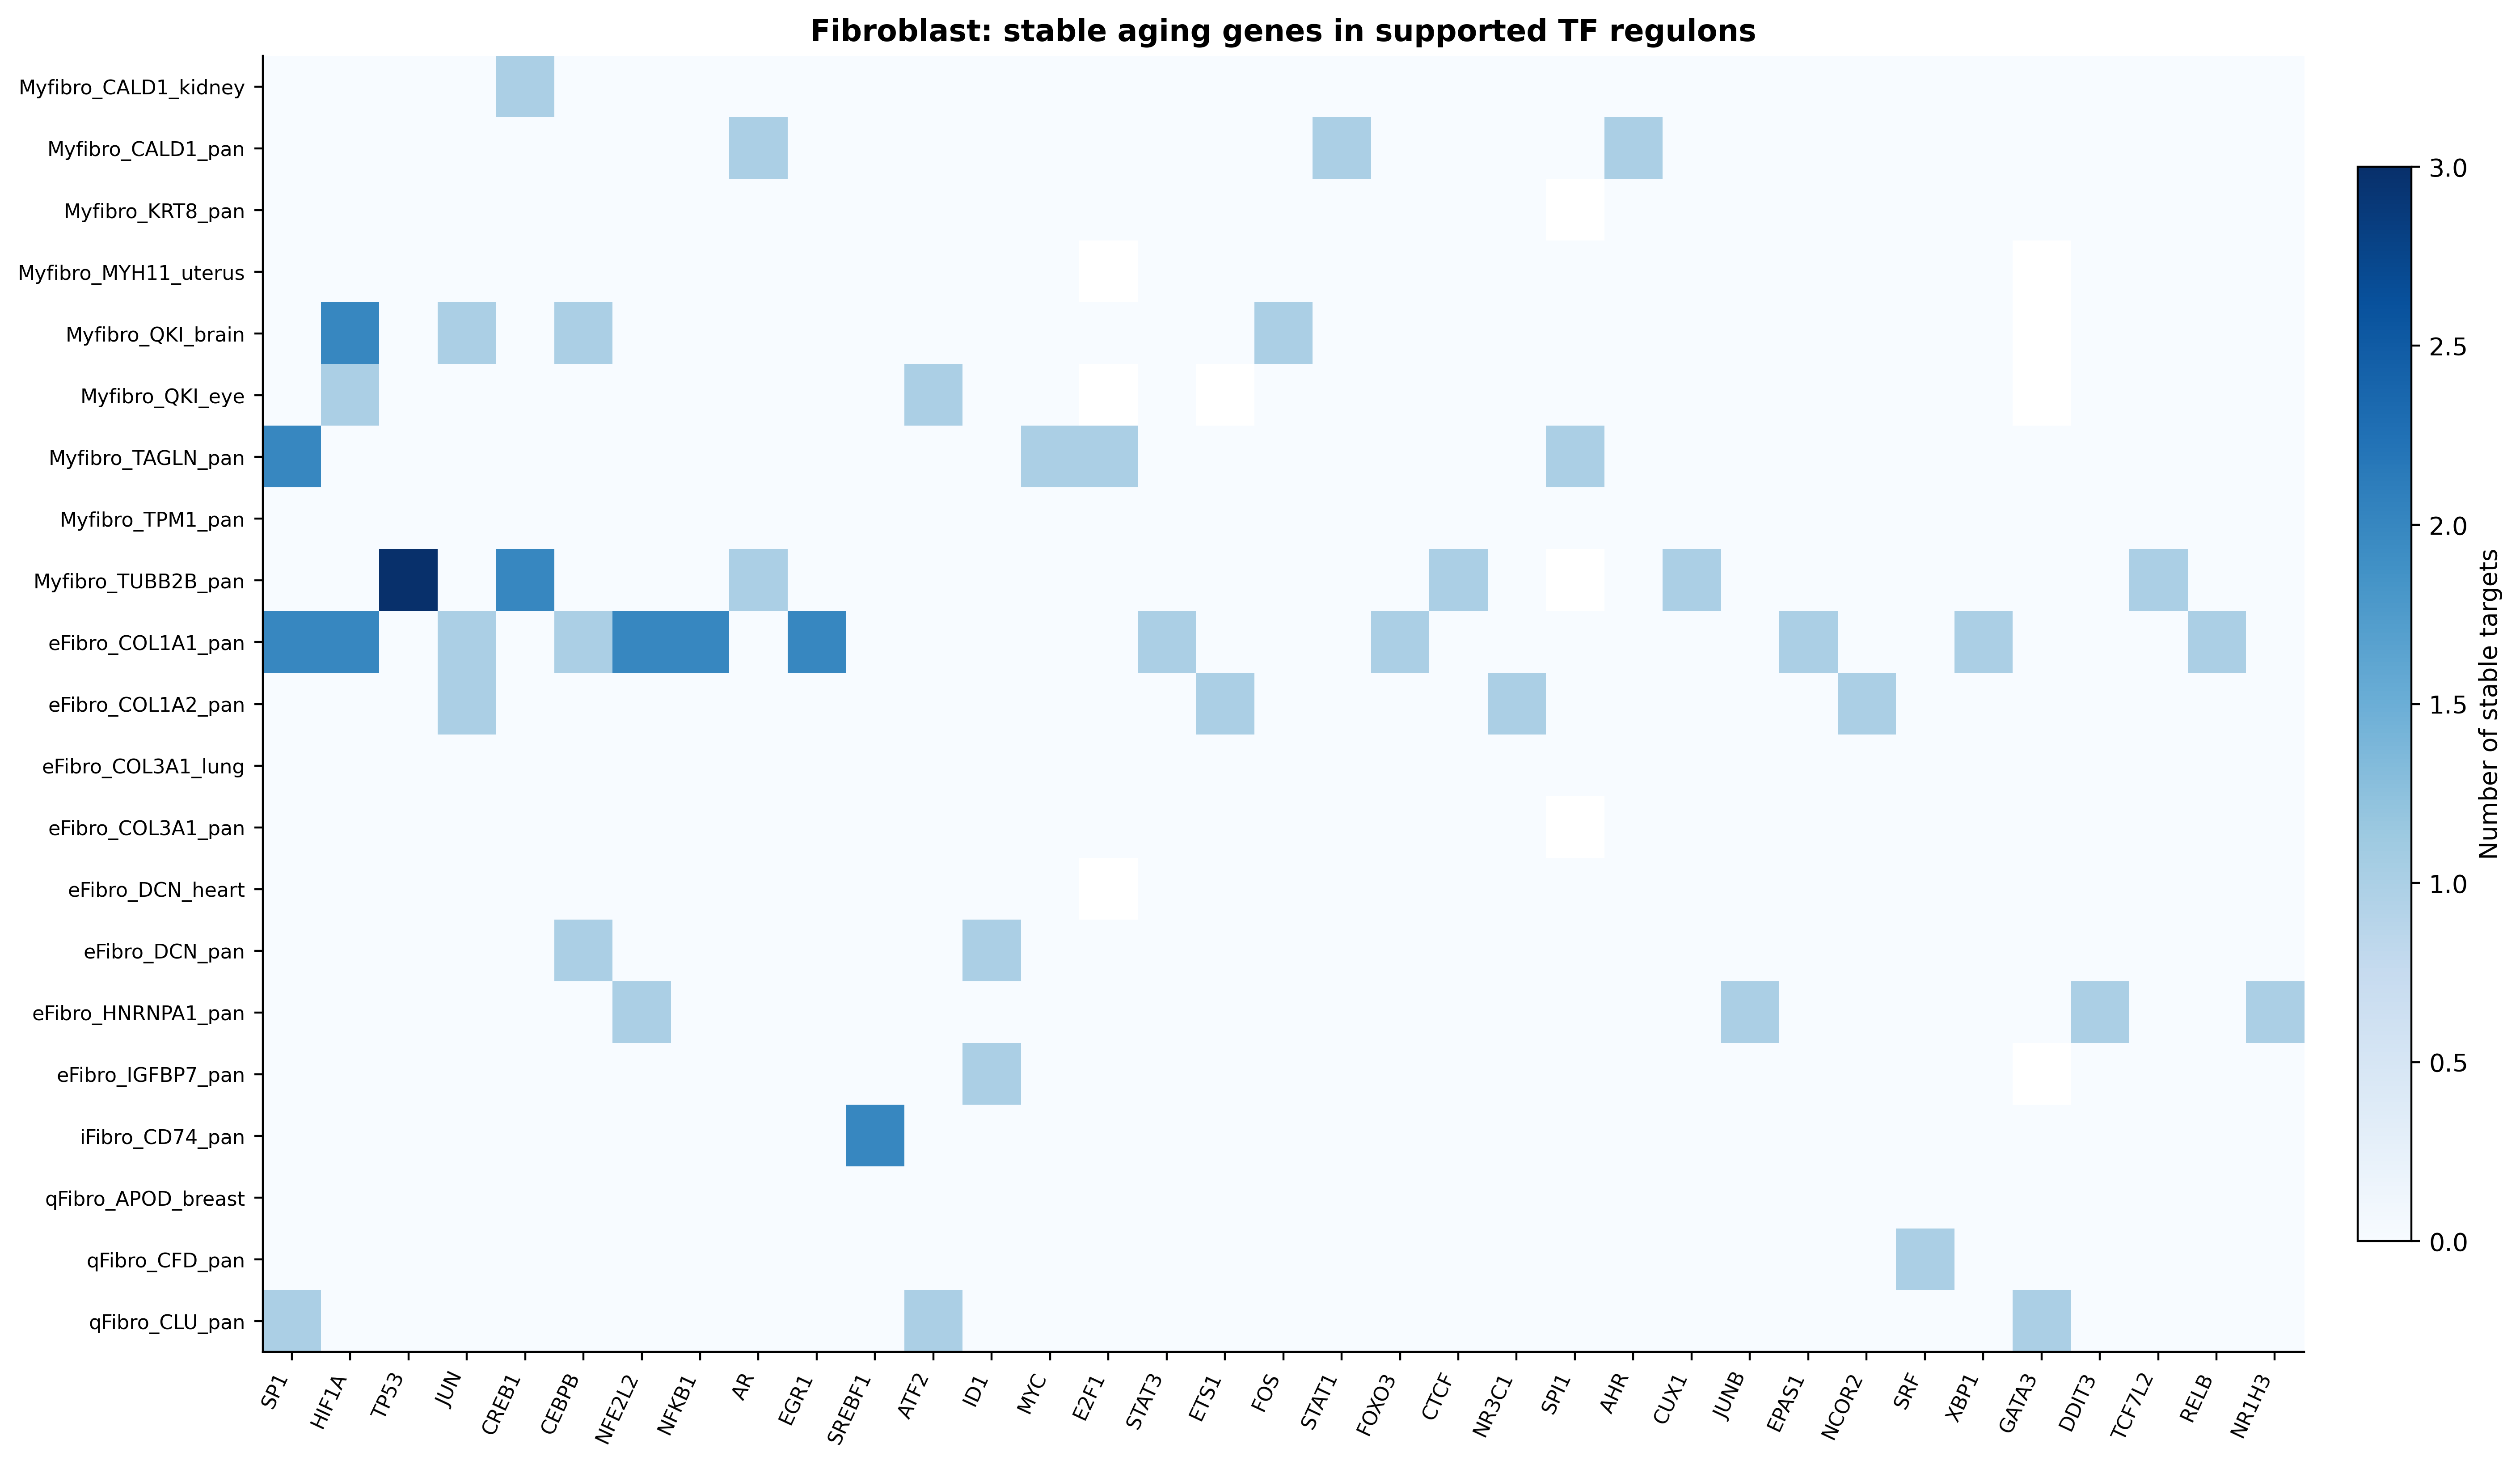 Fibroblast: stable aging genes in supported TF regulons
Myfibro_CALD1_kidney
Myfibro_CALD1_pan
Myfibro_KRT8_pan
Myfibro_MYH11_uterus
Myfibro_QKI_brain
Myfibro_QKI_eye
Myfibro_TAGLN_pan
Myfibro_TPM1_pan
Myfibro_TUBB2B_pan
eFibro_COL1A1_pan
eFibro_COL1A2_pan
eFibro_COL3A1_lung
eFibro_COL3A1_pan
eFibro_DCN_heart
eFibro_DCN_pan
eFibro_HNRNPA1_pan
eFibro_IGFBP7_pan
iFibro_CD74_pan
qFibro_APOD_breast
qFibro_CFD_pan
qFibro_CLU_pan
SP1
HIF1A
TP53
JUN
CREB1
CEBPB
NFE2L2
NFKB1
AR
EGR1
SREBF1
ATF2
ID1
MYC
E2F1
STAT3
ETS1
FOS
STAT1
FOXO3
CTCF
NR3C1
SPI1
AHR
CUX1
JUNB
EPAS1
NCOR2
SRF
XBP1
GATA3
DDIT3
TCF7L2
RELB
NR1H3
3.0
2.5
2.0
1.5
1.0
0.5
0.0
Number of stable targets